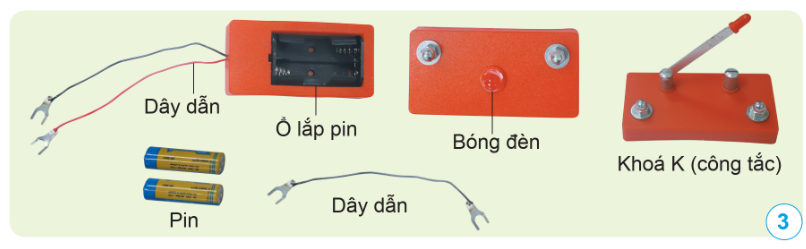 Dây dẫn
Ổ lắp pin
Bóng đèn
Khoá K (công tắc)
Pin
Dây dẫn
3